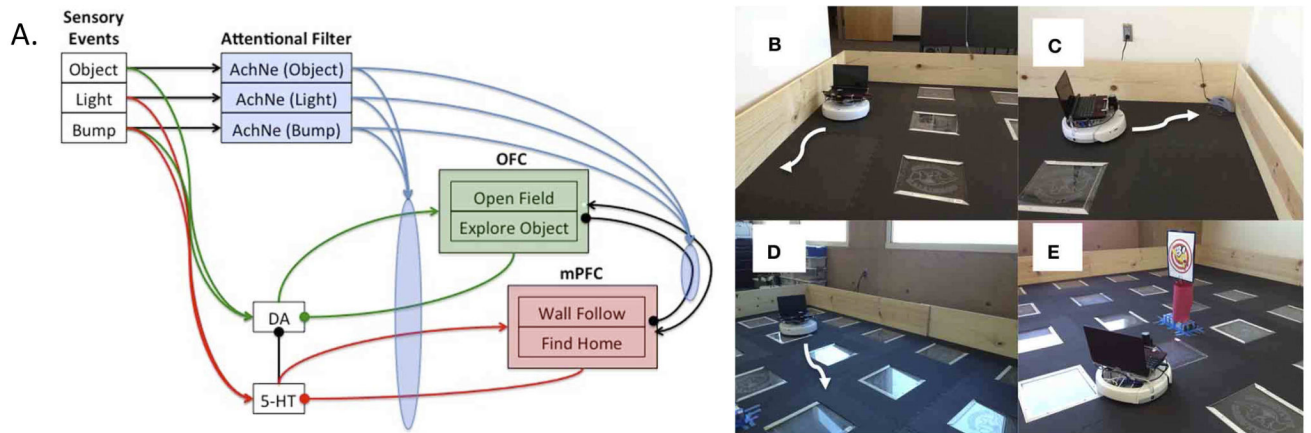 A.
Sensory
Events
Object
Light
Bump
Attentional Filter
AchNe (Object)
AchNe (Light)
AchNe (Bump)
OFC
Open Field
Explore Object
mPFC
Wall Follow
Find Home
DA
5-HT
B
C
D
E